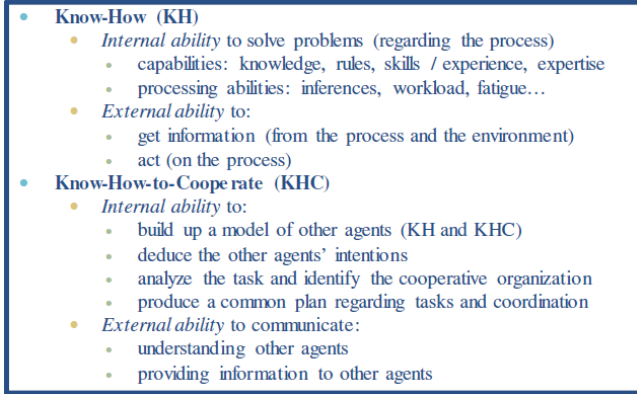 • Know-How (KH)
• Internal ability to solve problems (regarding the process)
• capabilities: knowledge, rules, skills / experience, expertise
• processing abilities: inferences, workload, fatigue…
• External ability to:
• get information (from the process and the environment)
• act (on the process)
• Know-How-to-Cooperate (KHC)
• Internal ability to:
• build up a model of other agents (KH and KHC)
• deduce the other agents' intentions
• analyze the task and identify the cooperative organization
• produce a common plan regarding tasks and coordination
• External ability to communicate:
• understanding other agents
• providing information to other agents